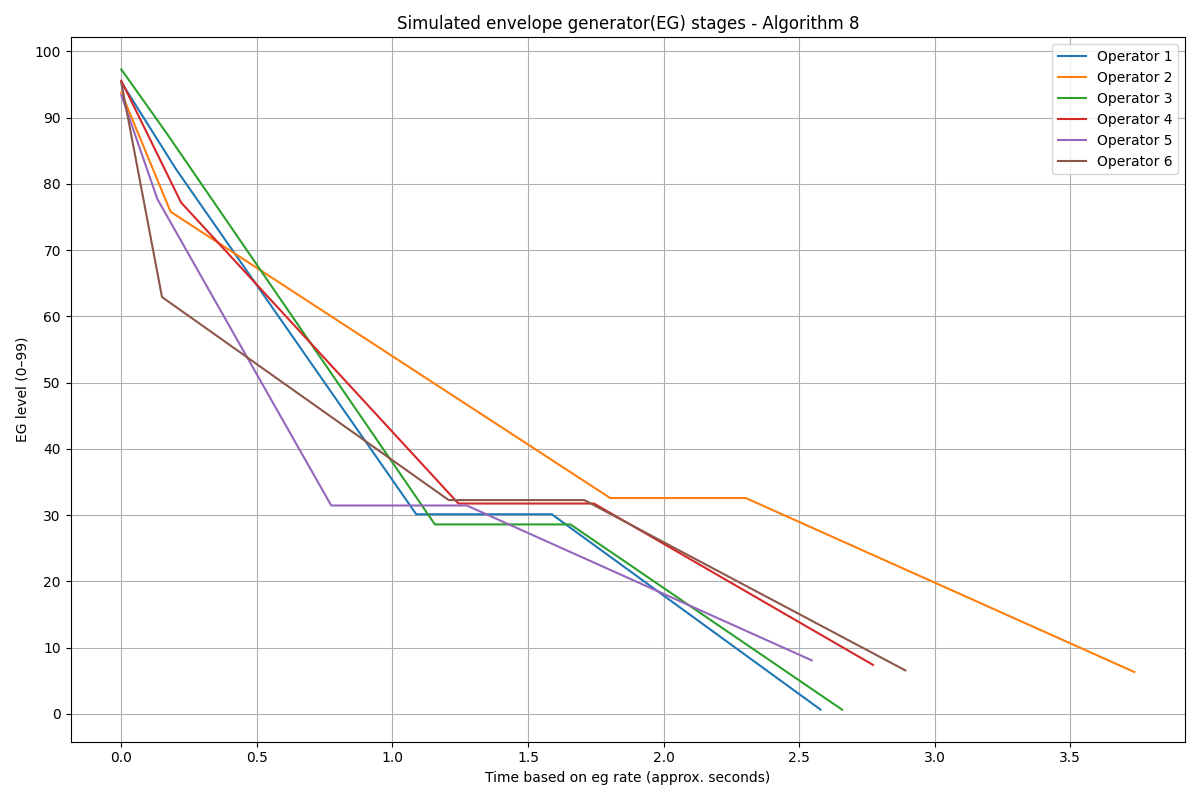 Simulated envelope generator(EG) stages - Algorithm 8
Operator 1
Operator 2
Operator 3
Operator 4
Operator 5
Operator 6
EG level (0–99)
100
90
80
70
60
50
40
30
20
10
0
0.0 0.5 1.0 1.5 2.0 2.5 3.0 3.5
Time based on eg rate (approx. seconds)